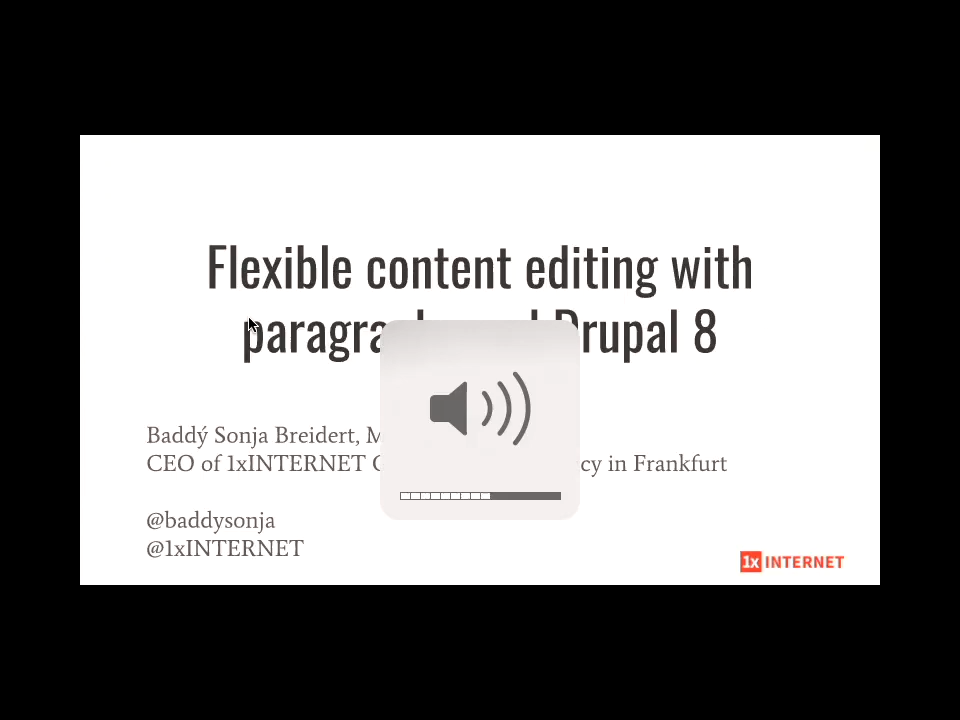 Flexible content editing with
paragra Drupal 8
Baddý Sonja Breidert,
CEO of 1xINTERNET cy in Frankfurt
@baddysonja
@1xINTERNET
1x INTERNET